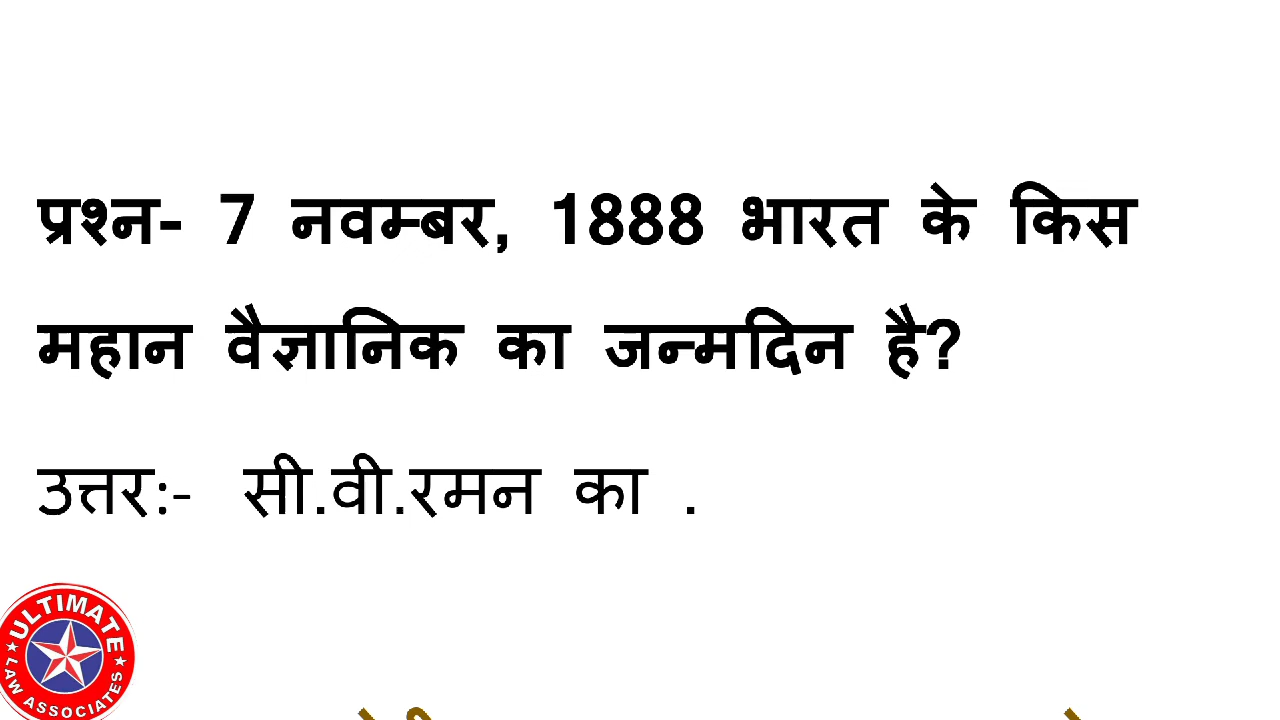 प्रश्न- 7 नवम्बर, 1888 भारत के किस
महान वैज्ञानिक का जन्मदिन है?
उत्तर:- सी.वी.रमन का .
ULTIMATE
LAW ASSOCIATES